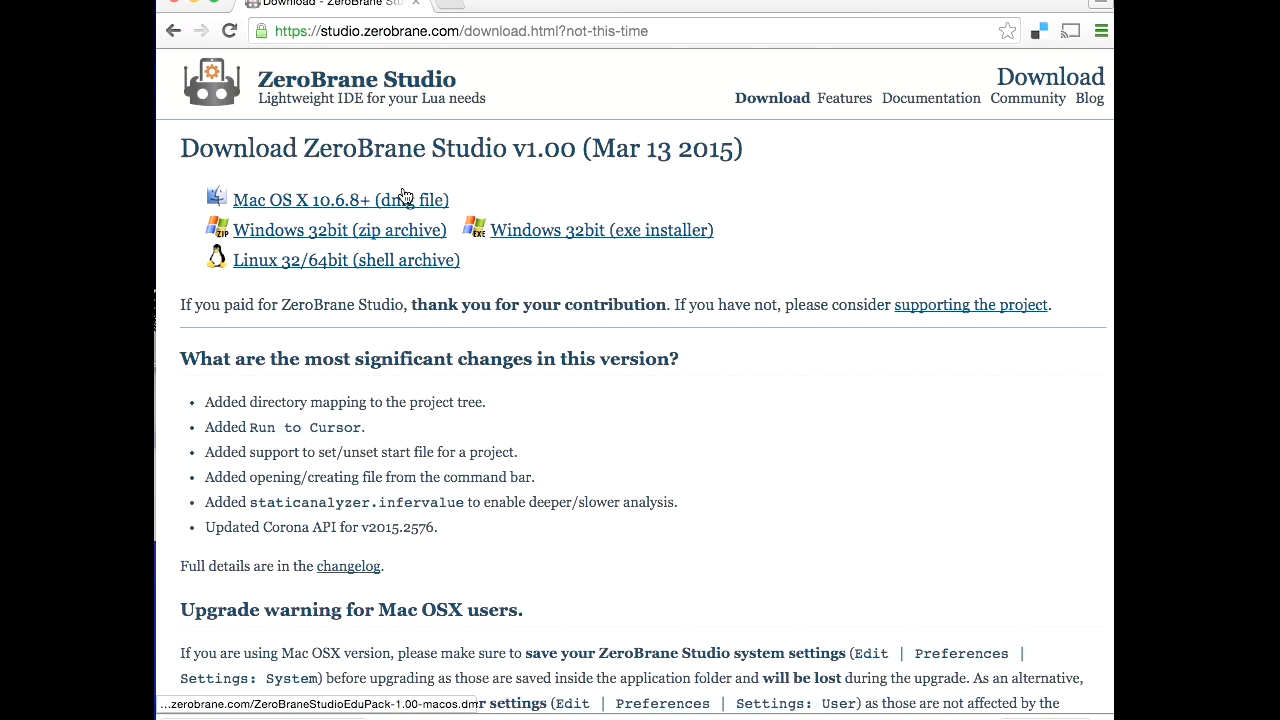 Download - ZeroBrane Stu
https://studio.zerobrane.com/download.html?not-this-time
ZeroBrane Studio
Lightweight IDE for your Lua needs
Download
Download Features Documentation Community Blog
Download ZeroBrane Studio v1.00 (Mar 13 2015)
Mac OS X 10.6.8+ (dmg file)
ZIP Windows 32bit (zip archive) EXE Windows 32bit (exe installer)
Linux 32/64bit (shell archive)
If you paid for ZeroBrane Studio, thank you for your contribution. If you have not, please consider supporting the project.
What are the most significant changes in this version?
• Added directory mapping to the project tree.
• Added Run to Cursor.
• Added support to set/unset start file for a project.
• Added opening/creating file from the command bar.
• Added staticanalyzer.infervalue to enable deeper/slower analysis.
• Updated Corona API for v2015.2576.
Full details are in the changelog.
Upgrade warning for Mac OSX users.
If you are using Mac OSX version, please make sure to save your ZeroBrane Studio system settings (Edit | Preferences |
Settings: System) before upgrading as those are saved inside the application folder and will be lost during the upgrade. As an alternative,
...zerobrane.com/ZeroBraneStudioEduPack-1.00-macos.dm r settings (Edit | Preferences | Settings: User) as those are not affected by the